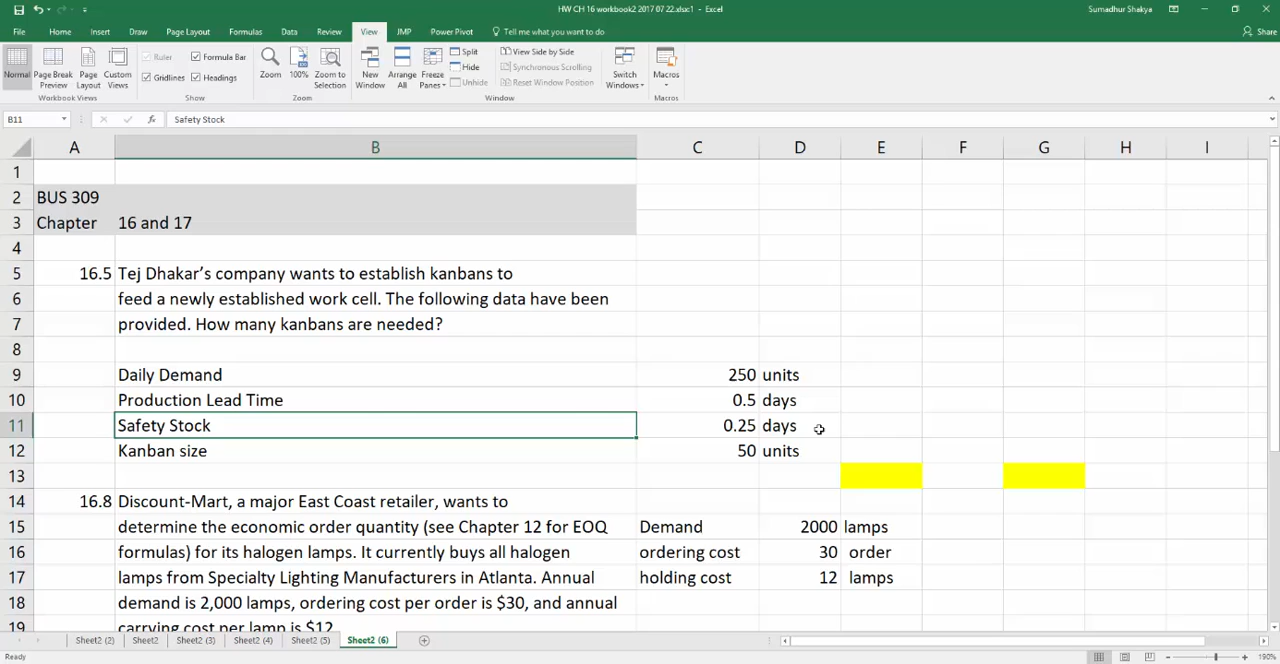 HW CH 16 workbook2 2017 07 22.xlsx:1 - Excel
Sumadhur Shakya
File Home Insert Draw Page Layout Formulas Data Review View JMP Power Pivot Tell me what you want to do Share
Normal Page Break Preview Page Layout Custom Views
Ruler Formula Bar
Gridlines Headings
Zoom 100% Zoom to Selection
New Window Arrange All Freeze Panes
Split View Side by Side
Hide Synchronous Scrolling
Unhide Reset Window Position
Switch Windows Macros
Workbook Views Show Zoom Window Macros
B11 fx Safety Stock
A B C D E F G H I
1
2 BUS 309
3 Chapter 16 and 17
4
5 16.5 Tej Dhakar’s company wants to establish kanbans to
6 feed a newly established work cell. The following data have been
7 provided. How many kanbans are needed?
8
9 Daily Demand 250 units
10 Production Lead Time 0.5 days
11 Safety Stock 0.25 days
12 Kanban size 50 units
13
14 16.8 Discount-Mart, a major East Coast retailer, wants to
15 determine the economic order quantity (see Chapter 12 for EOQ Demand 2000 lamps
16 formulas) for its halogen lamps. It currently buys all halogen ordering cost 30 order
17 lamps from Specialty Lighting Manufacturers in Atlanta. Annual holding cost 12 lamps
18 demand is 2,000 lamps, ordering cost per order is $30, and annual
19 carrying cost per lamp is $12
Sheet2 (2) Sheet2 Sheet2 (3) Sheet2 (4) Sheet2 (5) Sheet2 (6)
Ready 190%